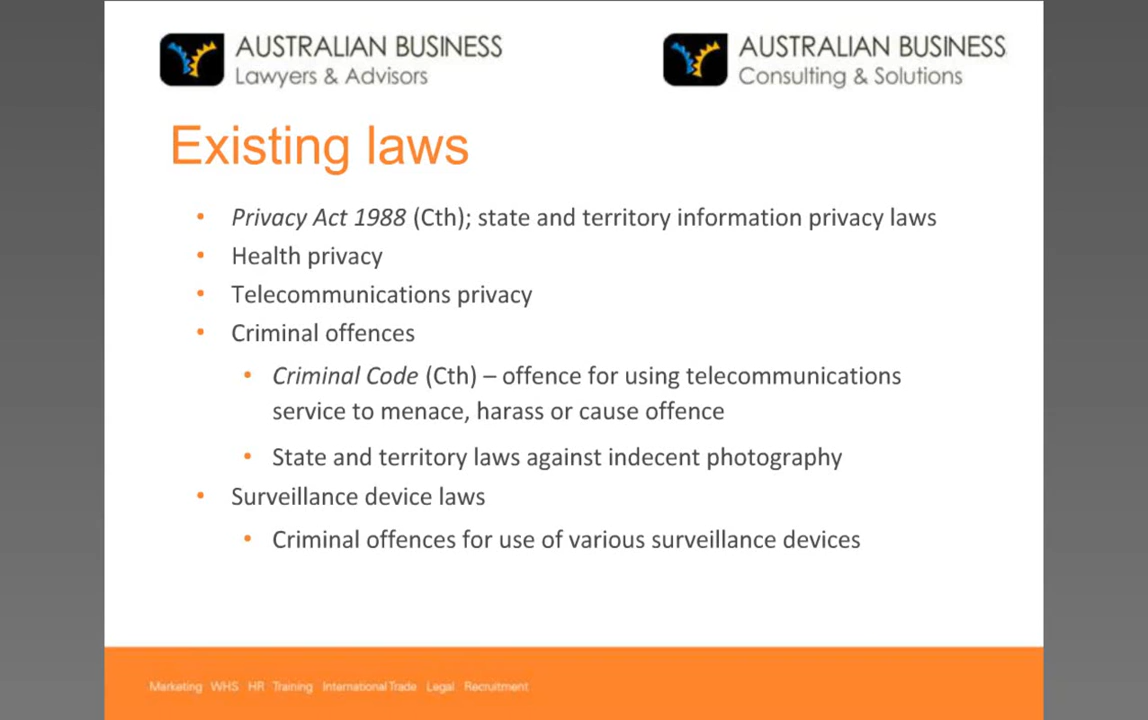 AUSTRALIAN BUSINESS
Lawyers & Advisors
AUSTRALIAN BUSINESS
Consulting & Solutions
Existing laws
• Privacy Act 1988 (Cth); state and territory information privacy laws
• Health privacy
• Telecommunications privacy
• Criminal offences
• Criminal Code (Cth) – offence for using telecommunications
service to menace, harass or cause offence
• State and territory laws against indecent photography
• Surveillance device laws
• Criminal offences for use of various surveillance devices
Marketing WHS HR Training International Trade Legal Recruitment